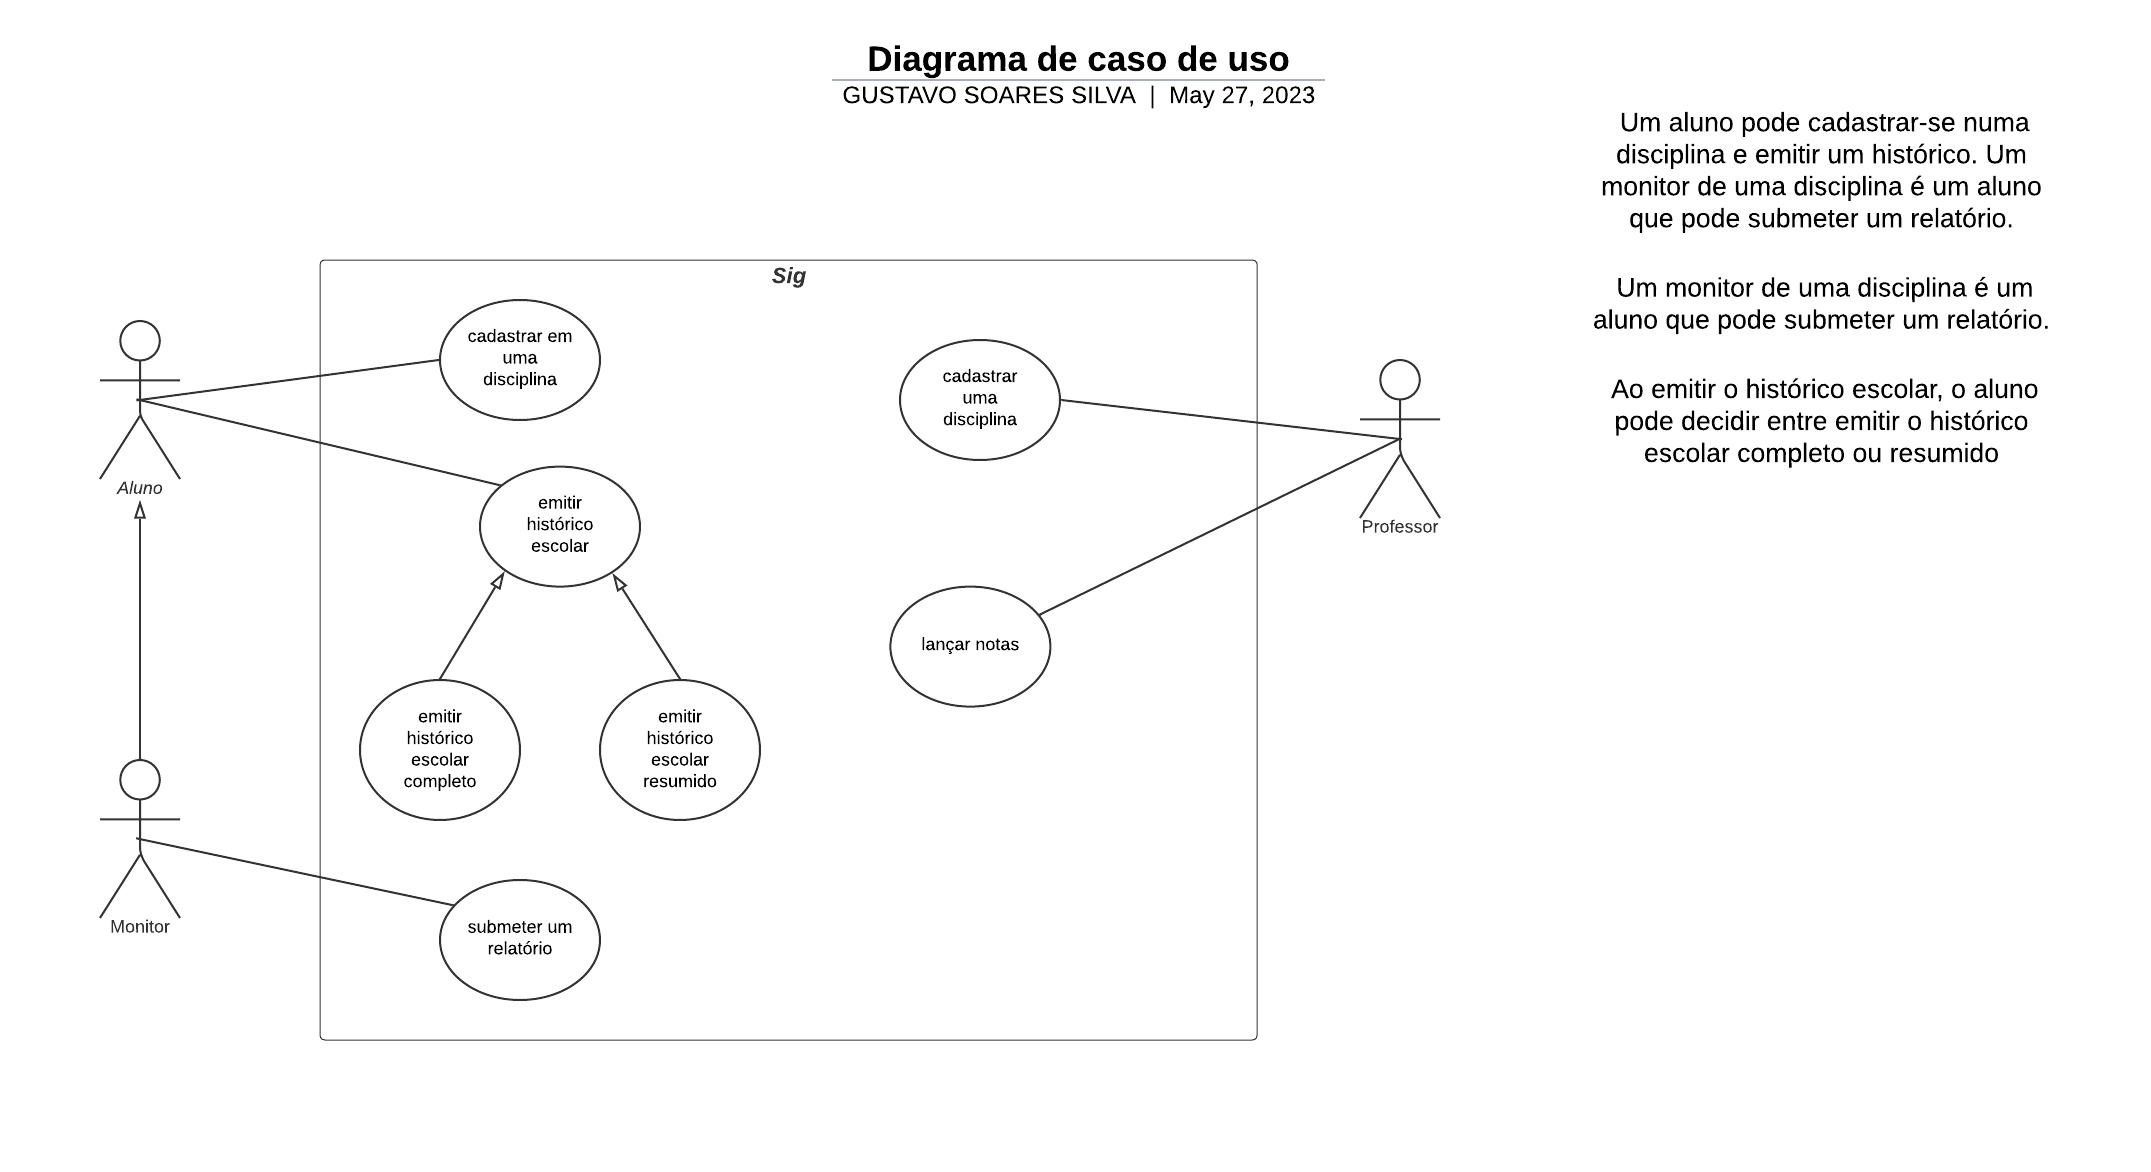 Diagrama de caso de uso
GUSTAVO SOARES SILVA | May 27, 2023
Um aluno pode cadastrar-se numa
disciplina e emitir um histórico. Um
monitor de uma disciplina é um aluno
que pode submeter um relatório.
Um monitor de uma disciplina é um
aluno que pode submeter um relatório.
Ao emitir o histórico escolar, o aluno
pode decidir entre emitir o histórico
escolar completo ou resumido
Sig
cadastrar em
uma
disciplina
cadastrar
uma
disciplina
Aluno
emitir
histórico
escolar
Professor
lançar notas
emitir
histórico
escolar
completo
emitir
histórico
escolar
resumido
Monitor
submeter um
relatório